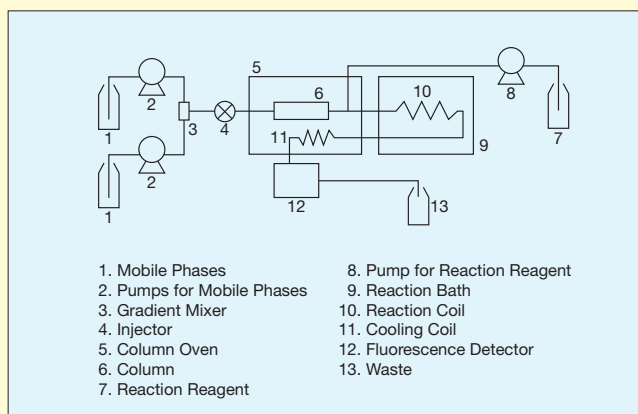 5
6
10
8
2
1
3
4
11
9
7
2
12
13
1
1. Mobile Phases
2. Pumps for Mobile Phases
3. Gradient Mixer
4. Injector
5. Column Oven
6. Column
7. Reaction Reagent
8. Pump for Reaction Reagent
9. Reaction Bath
10. Reaction Coil
11. Cooling Coil
12. Fluorescence Detector
13. Waste